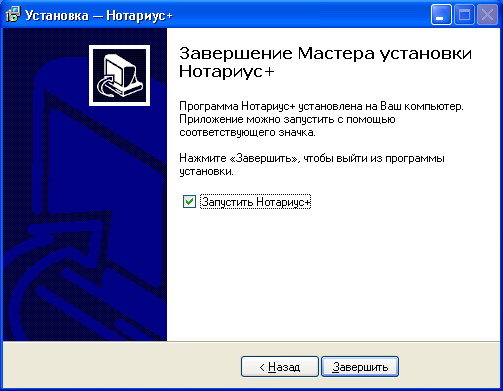 Установка — Нотариус+
Завершение Мастера установки
Нотариус+
Программа Нотариус+ установлена на Ваш компьютер.
Приложение можно запустить с помощью
соответствующего значка.
Нажмите «Завершить», чтобы выйти из программы
установки.
Запустить Нотариус+
< Назад
Завершить